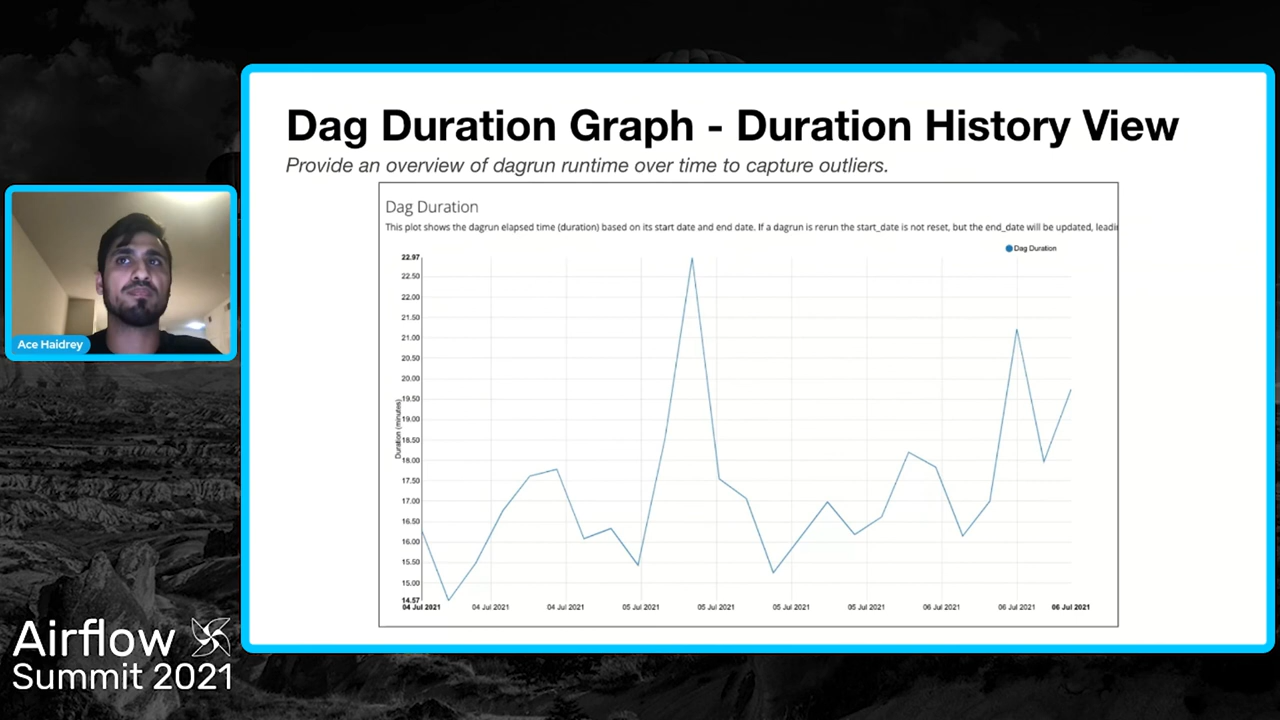 Dag Duration Graph - Duration History View
Provide an overview of dagrun runtime over time to capture outliers.
Dag Duration
This plot shows the dagrun elapsed time (duration) based on its start date and end date. If a dagrun is rerun the start_date is not reset, but the end_date will be updated, leadin
Dag Duration
22.97
22.50
22.00
21.50
21.00
20.50
20.00
19.50
19.00
18.50
18.00
17.50
17.00
16.50
16.00
15.50
15.00
14.57
Duration (minutes)
04 Jul 2021 04 Jul 2021 04 Jul 2021 05 Jul 2021 05 Jul 2021 05 Jul 2021 05 Jul 2021 06 Jul 2021 06 Jul 2021 06 Jul 2021
Ace Haidrey
Airflow
Summit 2021